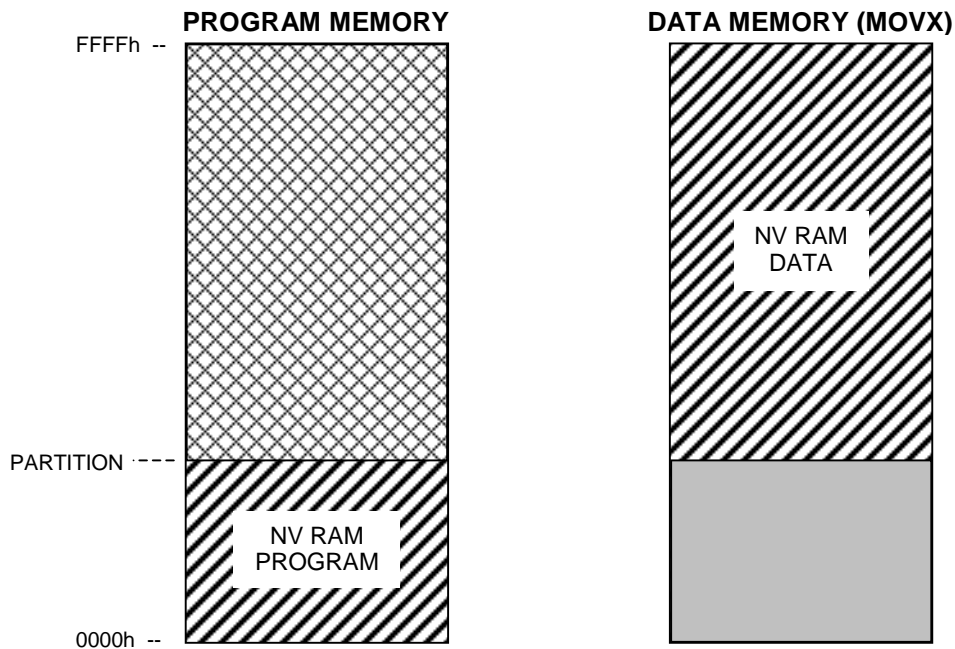 PROGRAM MEMORY
DATA MEMORY (MOVX)
FFFFh --
NV RAM
DATA
PARTITION ----
NV RAM
PROGRAM
0000h --